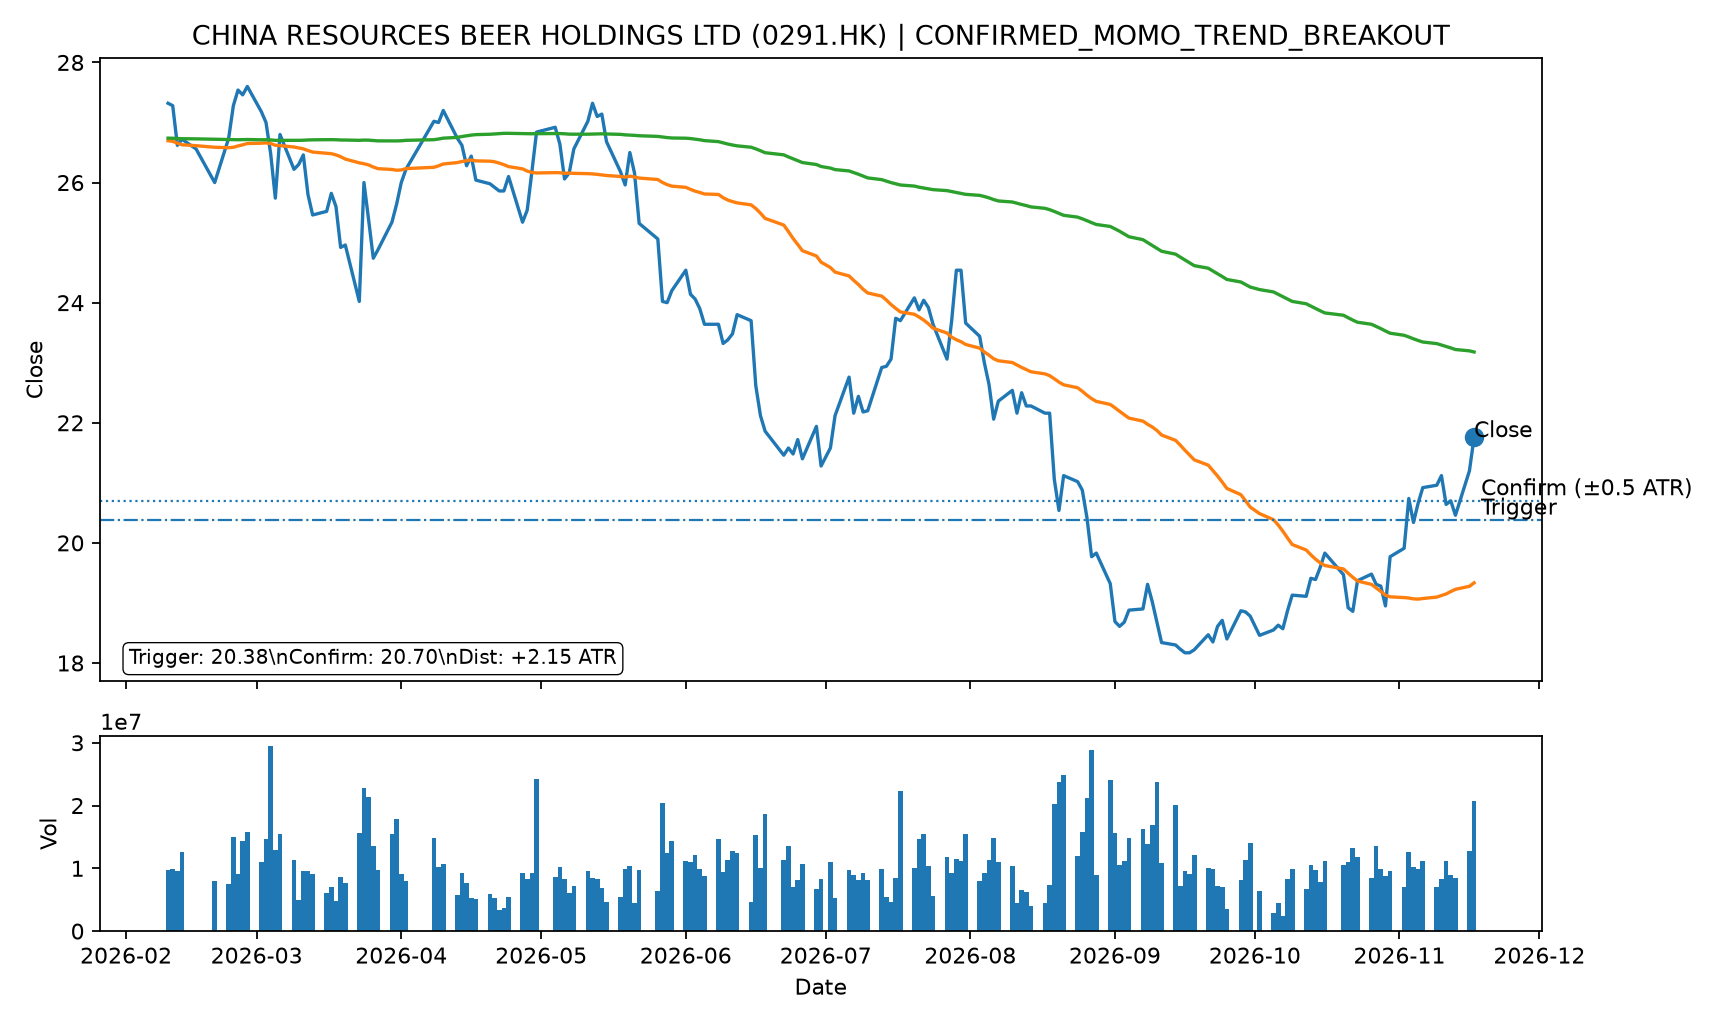 CHINA RESOURCES BEER HOLDINGS LTD (0291.HK) | CONFIRMED_MOMO_TREND_BREAKOUT
28
26
24
22
20
18
Close
Close
Confirm (±0.5 ATR)
Trigger
Trigger: 20.38\nConfirm: 20.70\nDist: +2.15 ATR
1e7
3
2
1
0
Vol
2026-02
2026-03
2026-04
2026-05
2026-06
2026-07
2026-08
2026-09
2026-10
2026-11
2026-12
Date